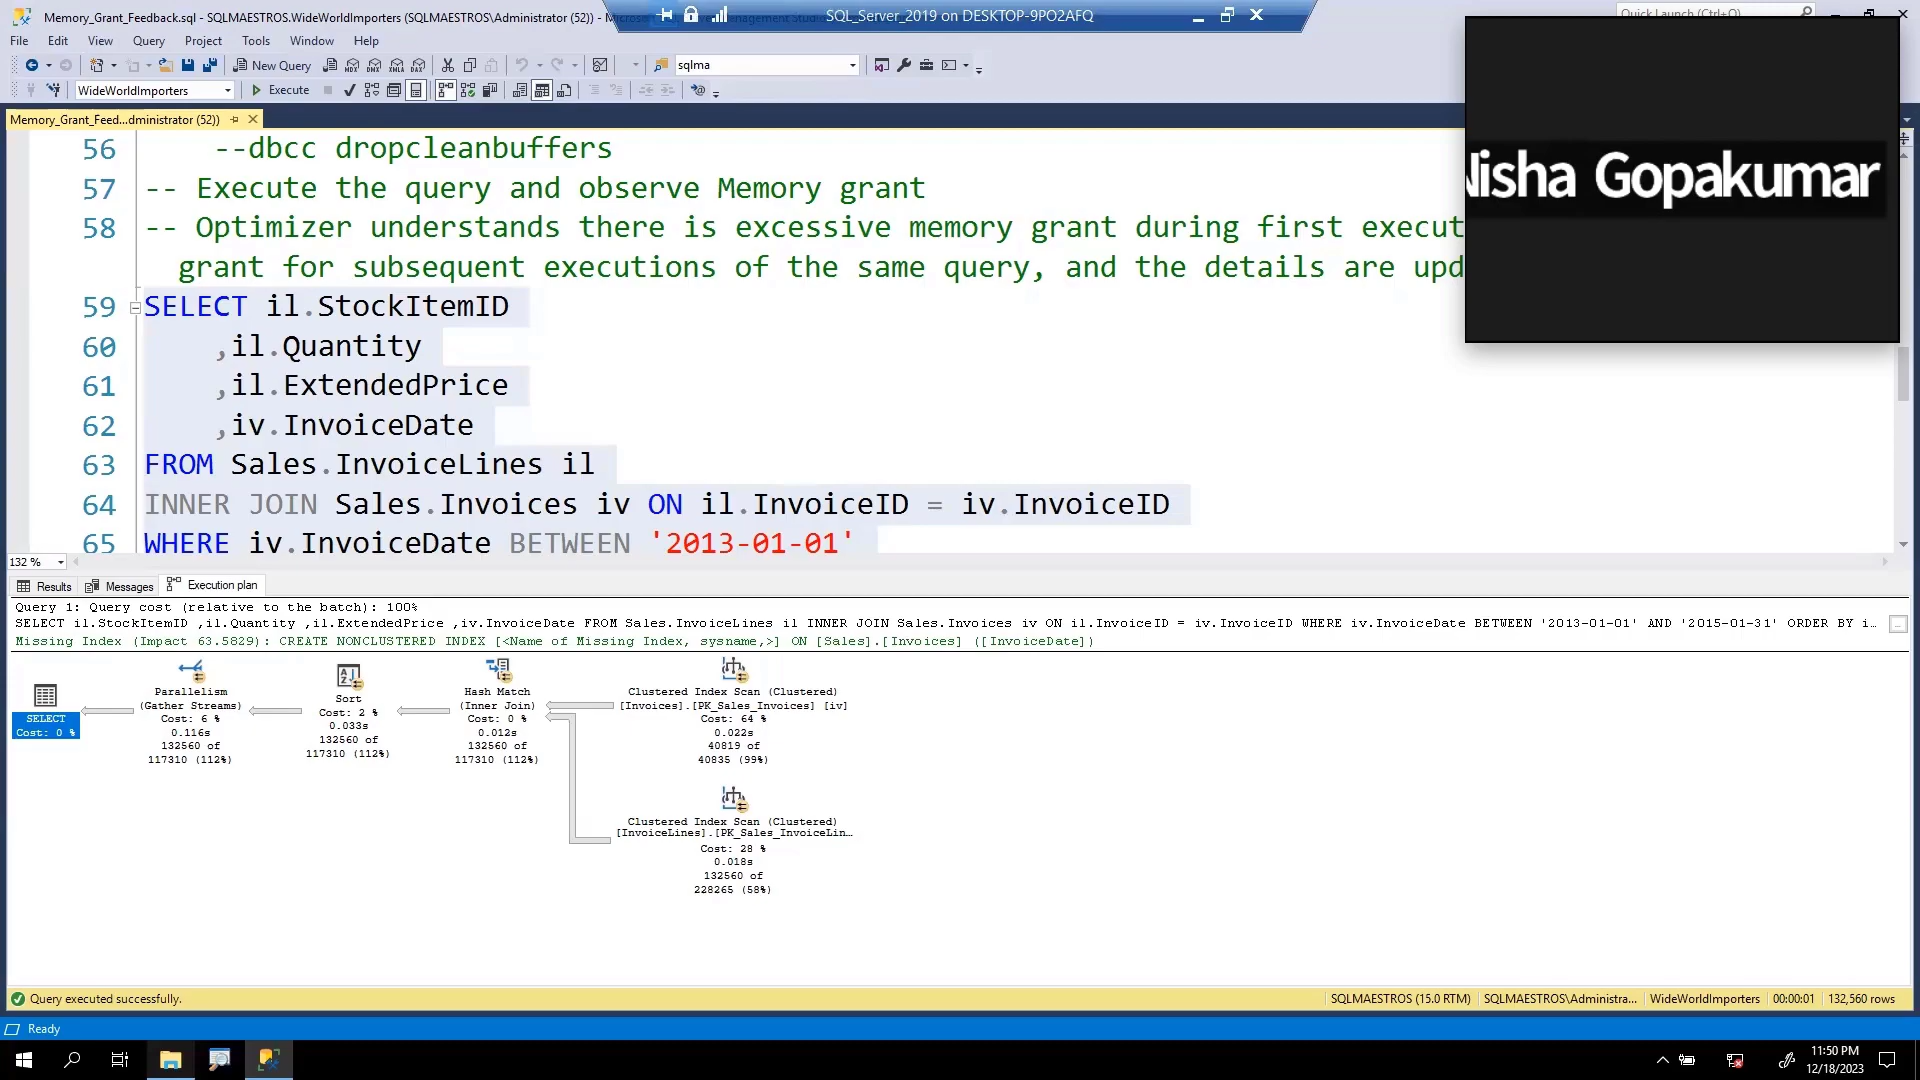 Memory_Grant_Feedback.sql - SQLMAESTROS.WideWorldImporters (SQLMAESTROS\Administrator (52)) -
SQL_Server_2019 on DESKTOP-9PO2AFQ
Quick Launch (Ctrl+Q)
File Edit View Query Project Tools Window Help
New Query
sqlma
WideWorldImporters
Execute
Memory_Grant_Feed...dministrator (52))
Nisha Gopakumar
56 --dbcc dropcleanbuffers
57 -- Execute the query and observe Memory grant
58 -- Optimizer understands there is excessive memory grant during first execut
grant for subsequent executions of the same query, and the details are upd
59 SELECT il.StockItemID
60 ,il.Quantity
61 ,il.ExtendedPrice
62 ,iv.InvoiceDate
63 FROM Sales.InvoiceLines il
64 INNER JOIN Sales.Invoices iv ON il.InvoiceID = iv.InvoiceID
65 WHERE iv.InvoiceDate BETWEEN '2013-01-01'
132 %
Results Messages Execution plan
Query 1: Query cost (relative to the batch): 100%
SELECT il.StockItemID ,il.Quantity ,il.ExtendedPrice ,iv.InvoiceDate FROM Sales.InvoiceLines il INNER JOIN Sales.Invoices iv ON il.InvoiceID = iv.InvoiceID WHERE iv.InvoiceDate BETWEEN '2013-01-01' AND '2015-01-31' ORDER BY i...
Missing Index (Impact 63.5829): CREATE NONCLUSTERED INDEX [<Name of Missing Index, sysname,>] ON [Sales].[Invoices] ([InvoiceDate])
SELECT
Cost: 0 %
Parallelism
(Gather Streams)
Cost: 6 %
0.116s
132560 of
117310 (112%)
Sort
Cost: 2 %
0.033s
132560 of
117310 (112%)
Hash Match
(Inner Join)
Cost: 0 %
0.012s
132560 of
117310 (112%)
Clustered Index Scan (Clustered)
[Invoices].[PK_Sales_Invoices] [iv]
Cost: 64 %
0.022s
40819 of
40835 (99%)
Clustered Index Scan (Clustered)
[InvoiceLines].[PK_Sales_InvoiceLin...
Cost: 28 %
0.018s
132560 of
228265 (58%)
Query executed successfully.
SQLMAESTROS (15.0 RTM) SQLMAESTROS\Administra... WideWorldImporters 00:00:01 132,560 rows
Ready
11:50 PM
12/18/2023